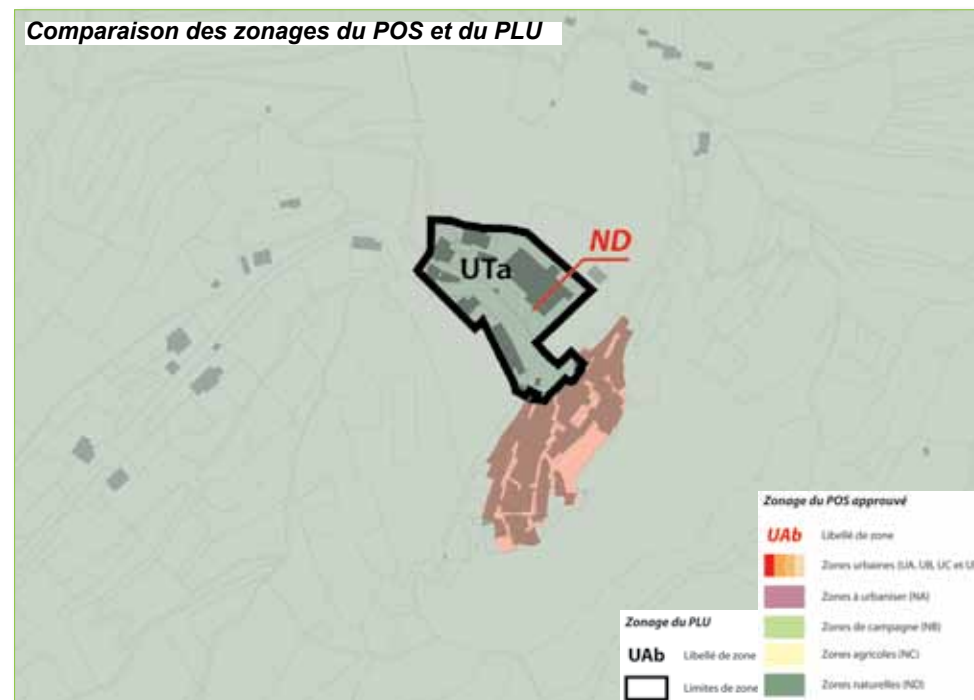 Comparaison des zonages du POS et du PLU
ND
UTa
Zonage du POS approuvé
UAb Libellé de zone
Zones urbaines (UA, UB, UC et U
Zones à urbaniser (NA)
Zones de campagne (NB)
Zones agricoles (NC)
Zones naturelles (ND)
Zonage du PLU
UAb Libellé de zone
Limites de zone